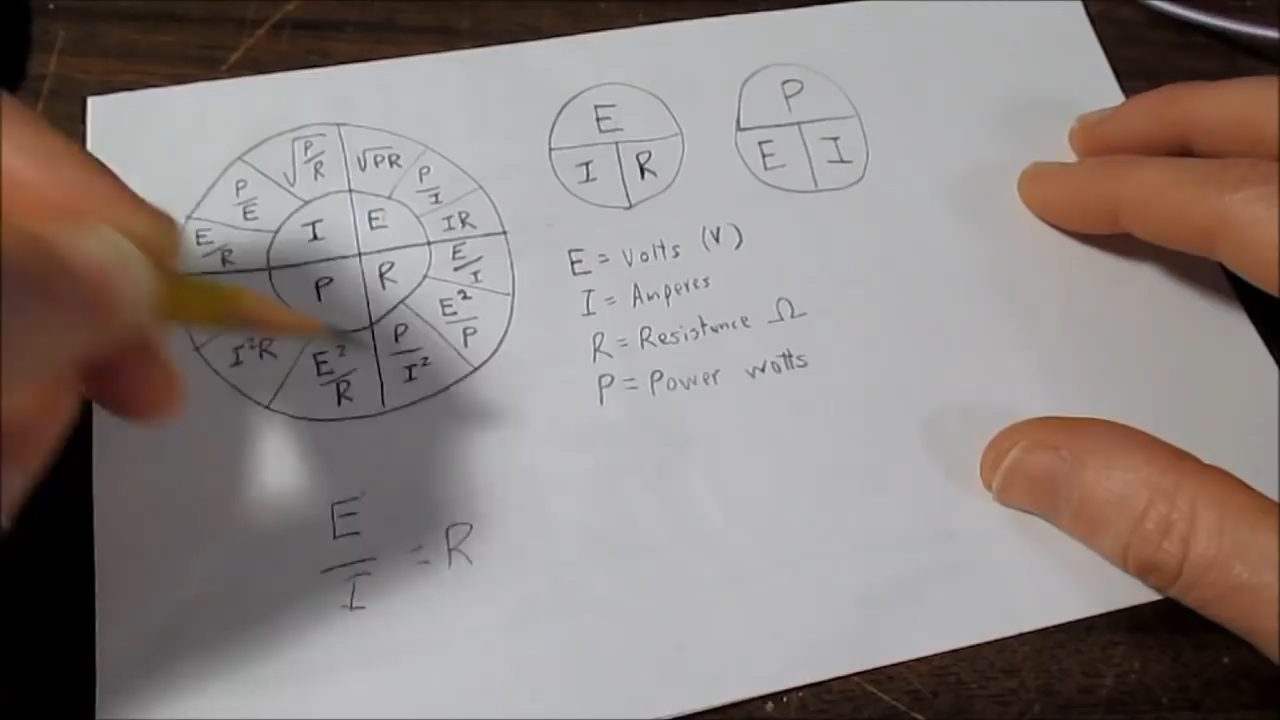 √P/R
√PR
P/E
P/I
E/R
IR
I
E
P
R
E/I
E²/P
I²R
E²/R
P/I²
E
I R
P
E I
E = Volts (V)
I = Amperes
R = Resistance Ω
P = Power watts
E/I = R